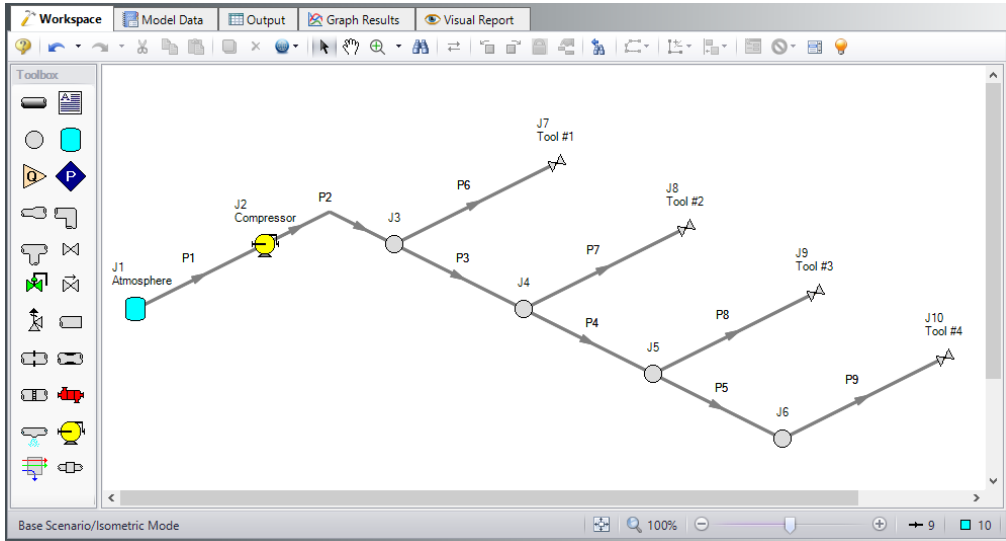 Workspace
Model Data
Output
Graph Results
Visual Report
Toolbox
A
Q
P
J7
Tool #1
P6
J8
Tool #2
J2
Compressor
P2
J3
P1
P3
P7
J9
Tool #3
J1
Atmosphere
J4
P4
P8
J10
Tool #4
J5
P5
P9
J6
Base Scenario/Isometric Mode
100%
9
10